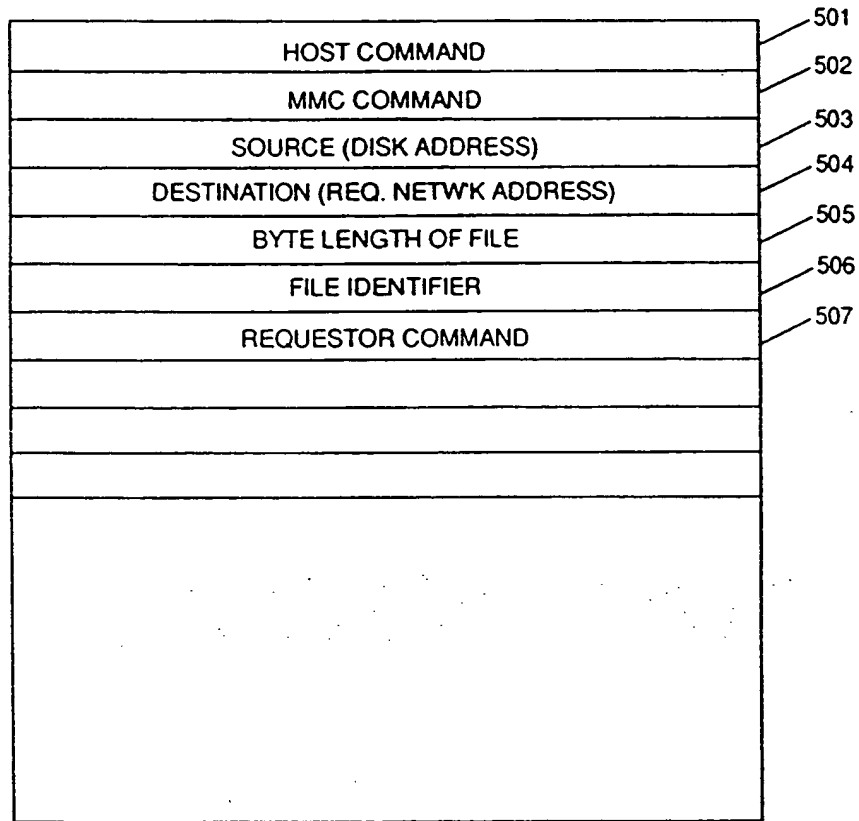 501
HOST COMMAND
502
MMC COMMAND
503
SOURCE (DISK ADDRESS)
504
DESTINATION (REQ. NETW'K ADDRESS)
505
BYTE LENGTH OF FILE
506
FILE IDENTIFIER
507
REQUESTOR COMMAND